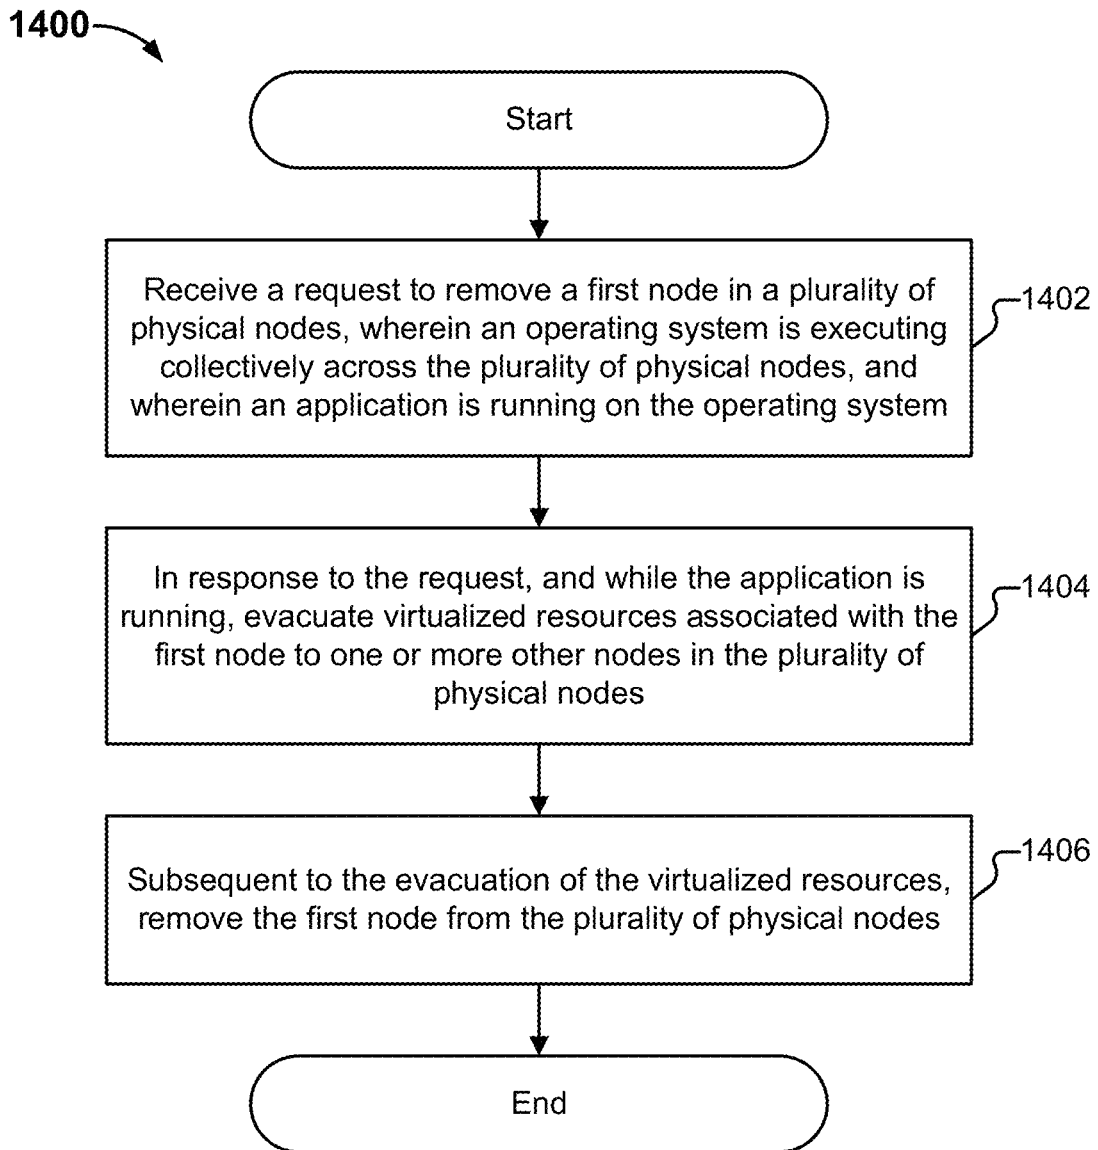 1400
Start
Receive a request to remove a first node in a plurality of
physical nodes, wherein an operating system is executing
collectively across the plurality of physical nodes, and
wherein an application is running on the operating system
1402
In response to the request, and while the application is
running, evacuate virtualized resources associated with the
first node to one or more other nodes in the plurality of
physical nodes
1404
Subsequent to the evacuation of the virtualized resources,
remove the first node from the plurality of physical nodes
1406
End